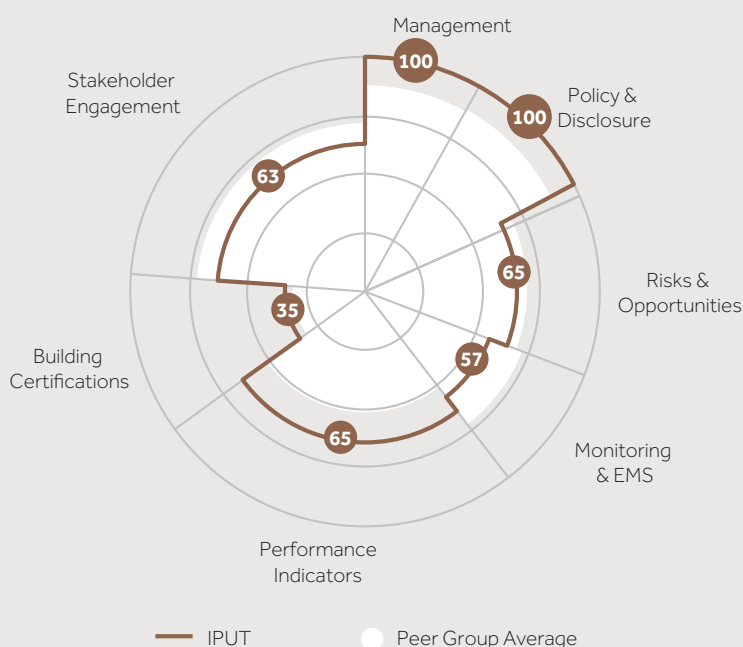 Management
100
100
Policy &
Disclosure
Stakeholder
Engagement
63
65
Risks &
Opportunities
35
57
Building
Certifications
65
Monitoring
& EMS
Performance
Indicators
IPUT
Peer Group Average